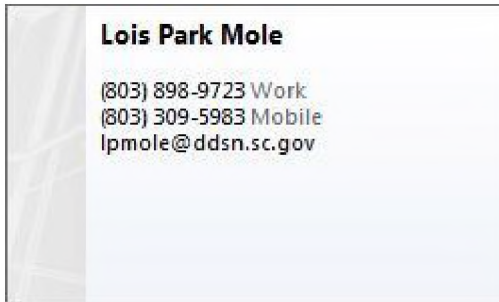 Lois Park Mole
(803) 898-9723 Work
(803) 309-5983 Mobile
lpmole@ddsn.sc.gov